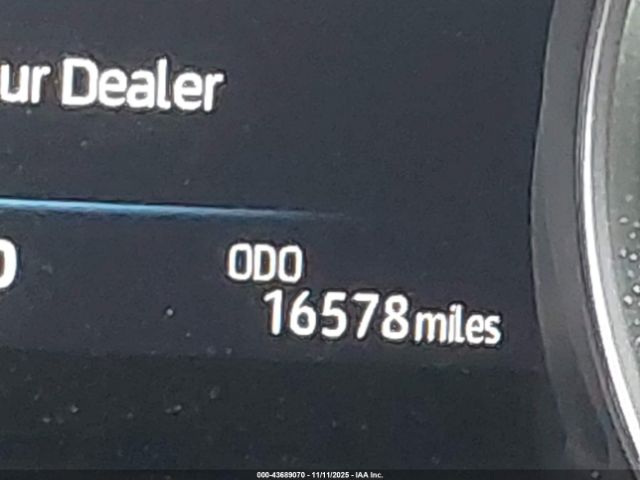 ur Dealer
ODO
16578 miles
000-43689070 - 11/11/2025 - IAA Inc.